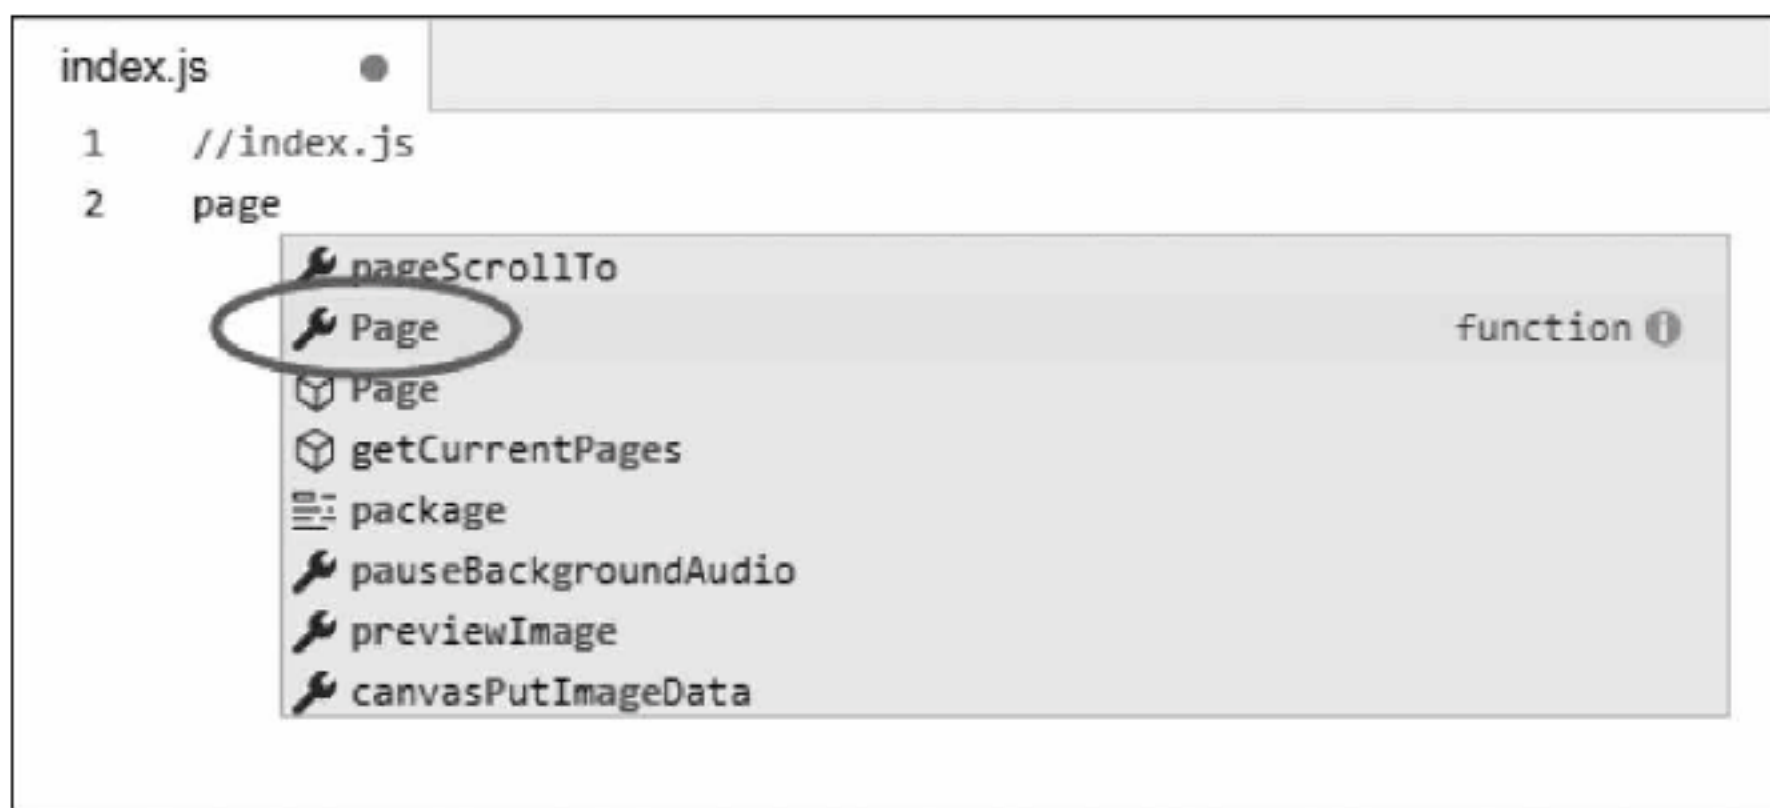 index.js
1 //index.js
2 page
pageScrollTo
Page function
Page
getCurrentPages
package
pauseBackgroundAudio
previewImage
canvasPutImageData